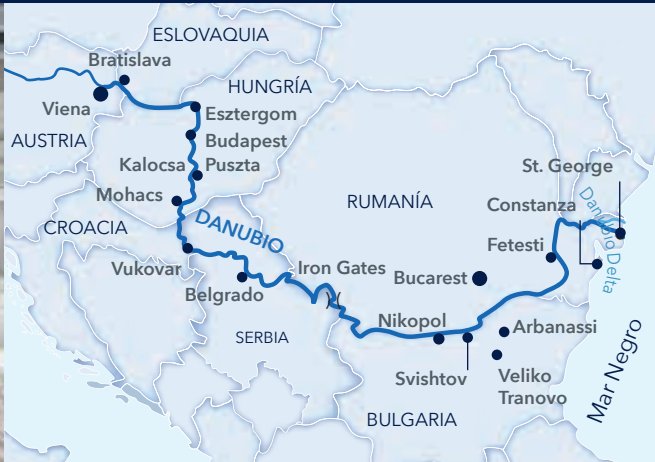 ESLOVAQUIA
Bratislava
HUNGRÍA
Viena
Esztergom
AUSTRIA
Budapest
Kalocsa
Puszta
St. George
Mohacs
RUMANÍA
Constanza
CROACIA
DANUBIO
Danubio Delta
Fetesti
Vukovar
Iron Gates
Bucarest
Belgrado
Nikopol
Arbanassi
SERBIA
Svishtov
Veliko
Tranovo
Mar Negro
BULGARIA